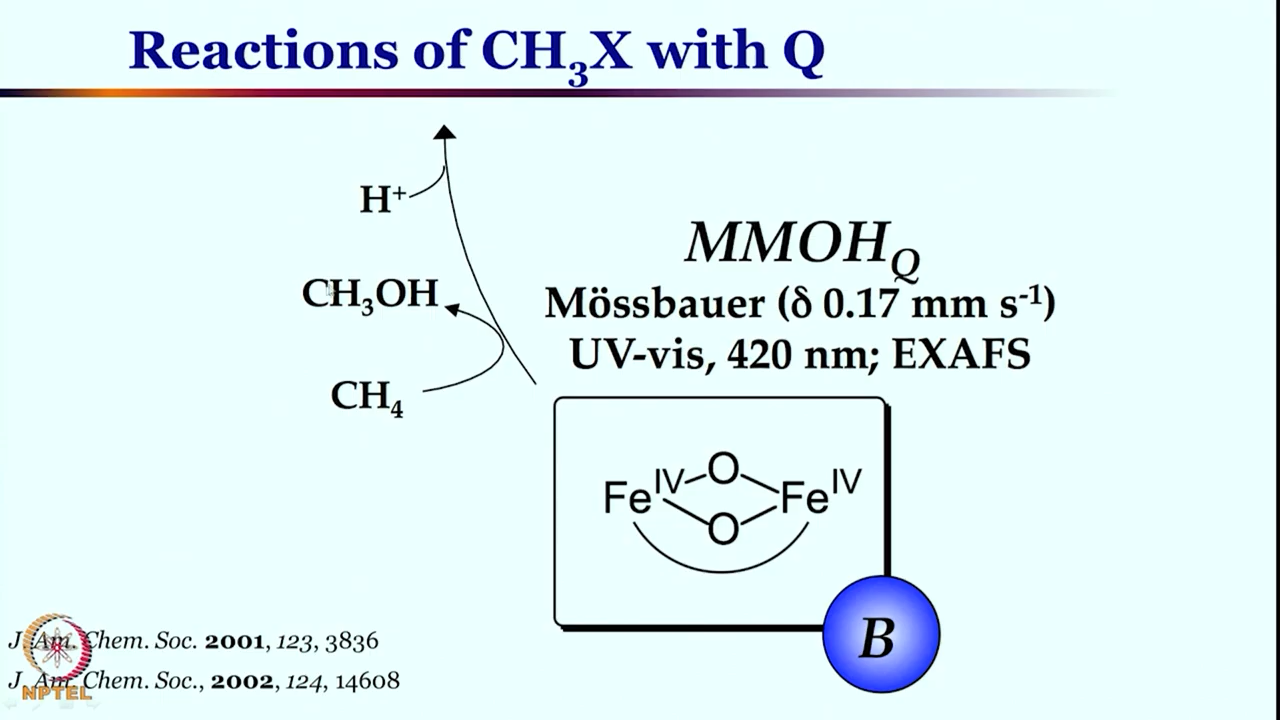 Reactions of CH₃X with Q
H⁺
CH₃OH
CH₄
MMOH_Q
Mössbauer (δ 0.17 mm s⁻¹)
UV-vis, 420 nm; EXAFS
O
Feᴵⱽ Feᴵⱽ
O
B
J. Am. Chem. Soc. 2001, 123, 3836
J. Am. Chem. Soc., 2002, 124, 14608
NPTEL